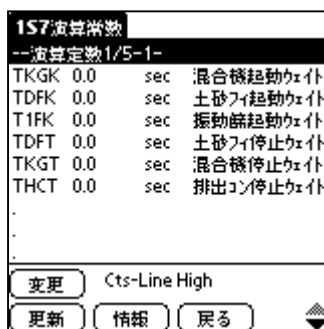 1S7演算常数
--演算定数1/5-1-
TKGK 0.0 sec 混合機起動ウェイト
TDFK 0.0 sec 土砂フィ起動ウェイト
T1FK 0.0 sec 振動篩起動ウェイト
TDFT 0.0 sec 土砂フィ停止ウェイト
TKGT 0.0 sec 混合機停止ウェイト
THCT 0.0 sec 排出コン停止ウェイト
.
.
.
変更 Cts-Line High
更新 情報 戻る